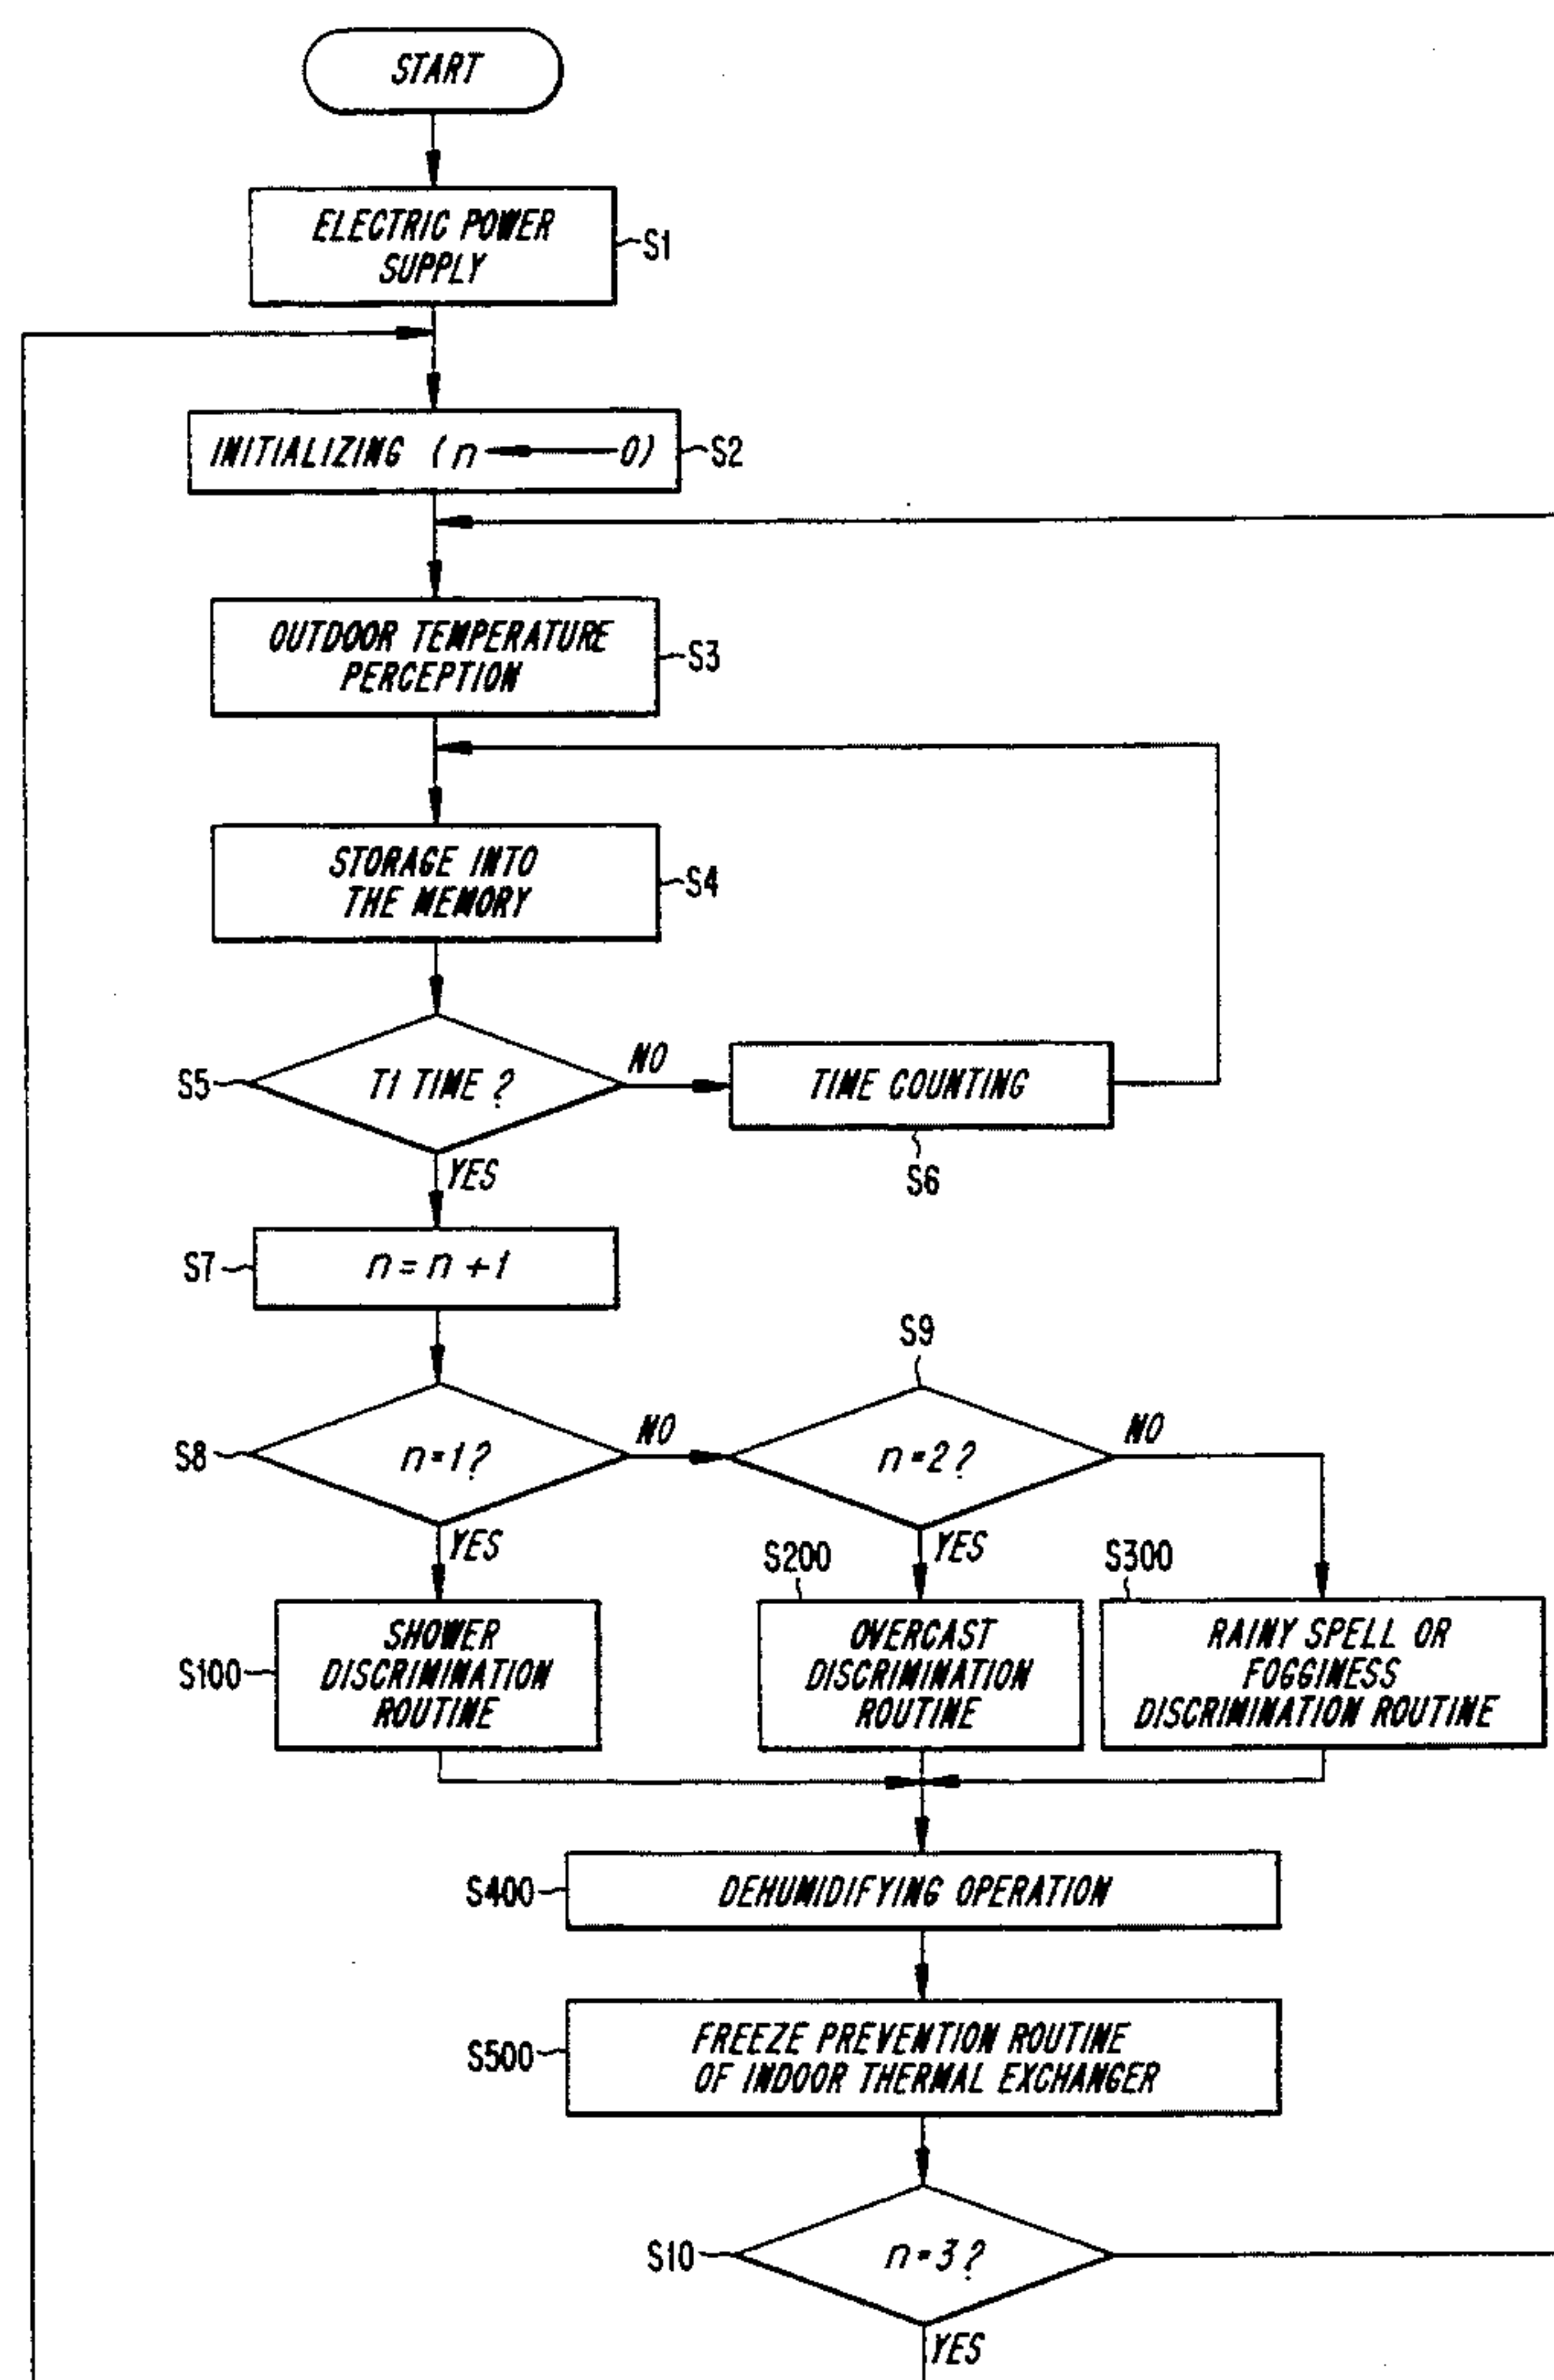 START
ELECTRIC POWER
SUPPLY
S1
INITIALIZING (n ← 0)
S2
OUTDOOR TEMPERATURE
PERCEPTION
S3
STORAGE INTO
THE MEMORY
S4
S5
T1 TIME ?
NO
TIME COUNTING
S6
YES
S7
n = n + 1
S8
n = 1 ?
NO
S9
n = 2 ?
NO
YES
YES
S100
SHOWER
DISCRIMINATION
ROUTINE
S200
OVERCAST
DISCRIMINATION
ROUTINE
S300
RAINY SPELL OR
FOGGINESS
DISCRIMINATION ROUTINE
S400
DEHUMIDIFYING OPERATION
S500
FREEZE PREVENTION ROUTINE
OF INDOOR THERMAL EXCHANGER
S10
n = 3 ?
YES